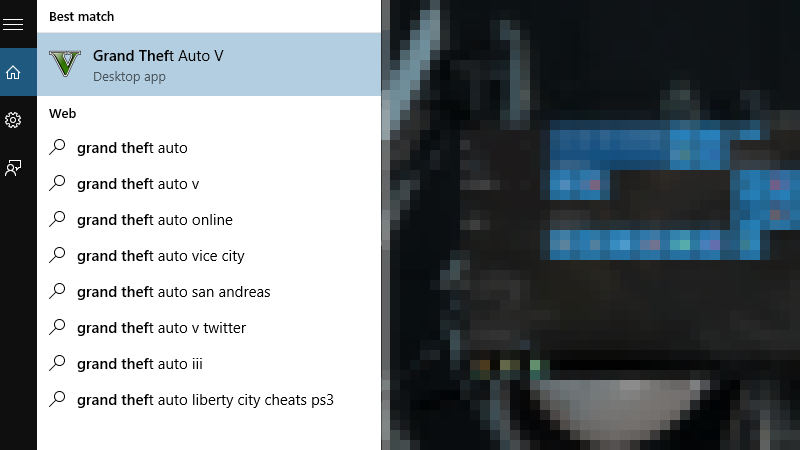 Best match
Grand Theft Auto V
Desktop app
Web
grand theft auto
grand theft auto v
grand theft auto online
grand theft auto vice city
grand theft auto san andreas
grand theft auto v twitter
grand theft auto iii
grand theft auto liberty city cheats ps3